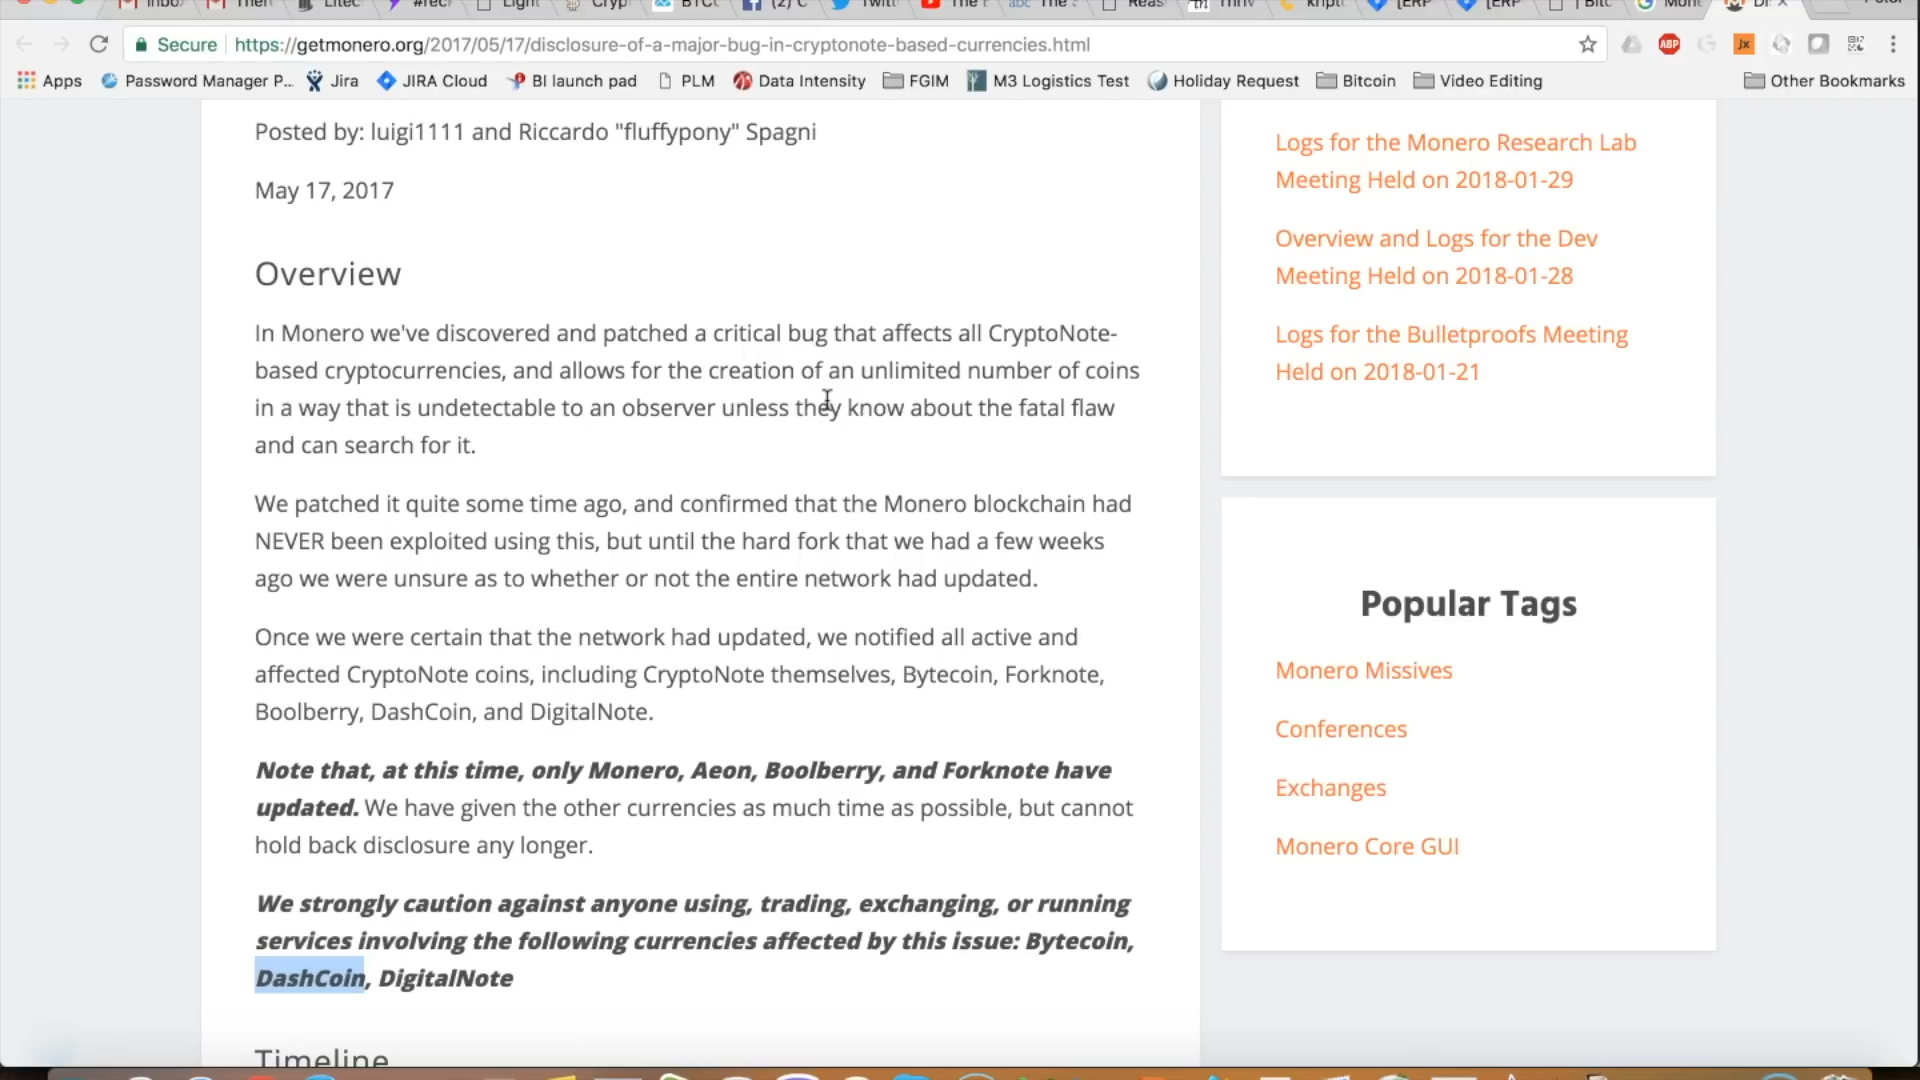 Secure https://getmonero.org/2017/05/17/disclosure-of-a-major-bug-in-cryptonote-based-currencies.html
ABP
Jx
Apps Password Manager P... Jira JIRA Cloud BI launch pad PLM Data Intensity FGIM M3 Logistics Test Holiday Request Bitcoin Video Editing Other Bookmarks
Posted by: luigi1111 and Riccardo "fluffypony" Spagni
May 17, 2017
Overview
In Monero we've discovered and patched a critical bug that affects all CryptoNote-
based cryptocurrencies, and allows for the creation of an unlimited number of coins
in a way that is undetectable to an observer unless they know about the fatal flaw
and can search for it.
We patched it quite some time ago, and confirmed that the Monero blockchain had
NEVER been exploited using this, but until the hard fork that we had a few weeks
ago we were unsure as to whether or not the entire network had updated.
Once we were certain that the network had updated, we notified all active and
affected CryptoNote coins, including CryptoNote themselves, Bytecoin, Forknote,
Boolberry, DashCoin, and DigitalNote.
Note that, at this time, only Monero, Aeon, Boolberry, and Forknote have
updated. We have given the other currencies as much time as possible, but cannot
hold back disclosure any longer.
We strongly caution against anyone using, trading, exchanging, or running
services involving the following currencies affected by this issue: Bytecoin,
DashCoin, DigitalNote
Timeline
Logs for the Monero Research Lab
Meeting Held on 2018-01-29
Overview and Logs for the Dev
Meeting Held on 2018-01-28
Logs for the Bulletproofs Meeting
Held on 2018-01-21
Popular Tags
Monero Missives
Conferences
Exchanges
Monero Core GUI